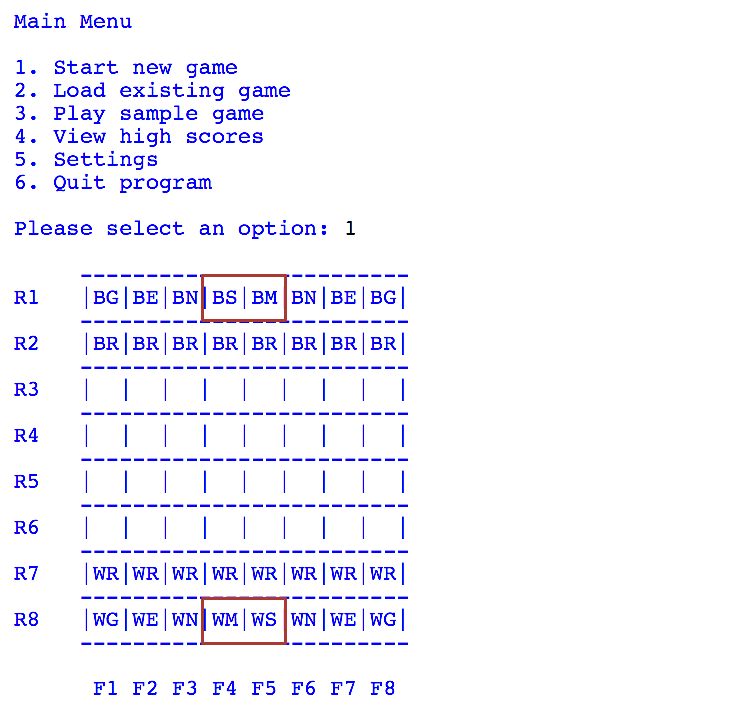 Main Menu
1. Start new game
2. Load existing game
3. Play sample game
4. View high scores
5. Settings
6. Quit program
Please select an option: 1
-------------------------
R1 |BG|BE|BN|BS|BM|BN|BE|BG|
-------------------------
R2 |BR|BR|BR|BR|BR|BR|BR|BR|
-------------------------
R3 |  |  |  |  |  |  |  |  |
-------------------------
R4 |  |  |  |  |  |  |  |  |
-------------------------
R5 |  |  |  |  |  |  |  |  |
-------------------------
R6 |  |  |  |  |  |  |  |  |
-------------------------
R7 |WR|WR|WR|WR|WR|WR|WR|WR|
-------------------------
R8 |WG|WE|WN|WM|WS|WN|WE|WG|
-------------------------
F1 F2 F3 F4 F5 F6 F7 F8